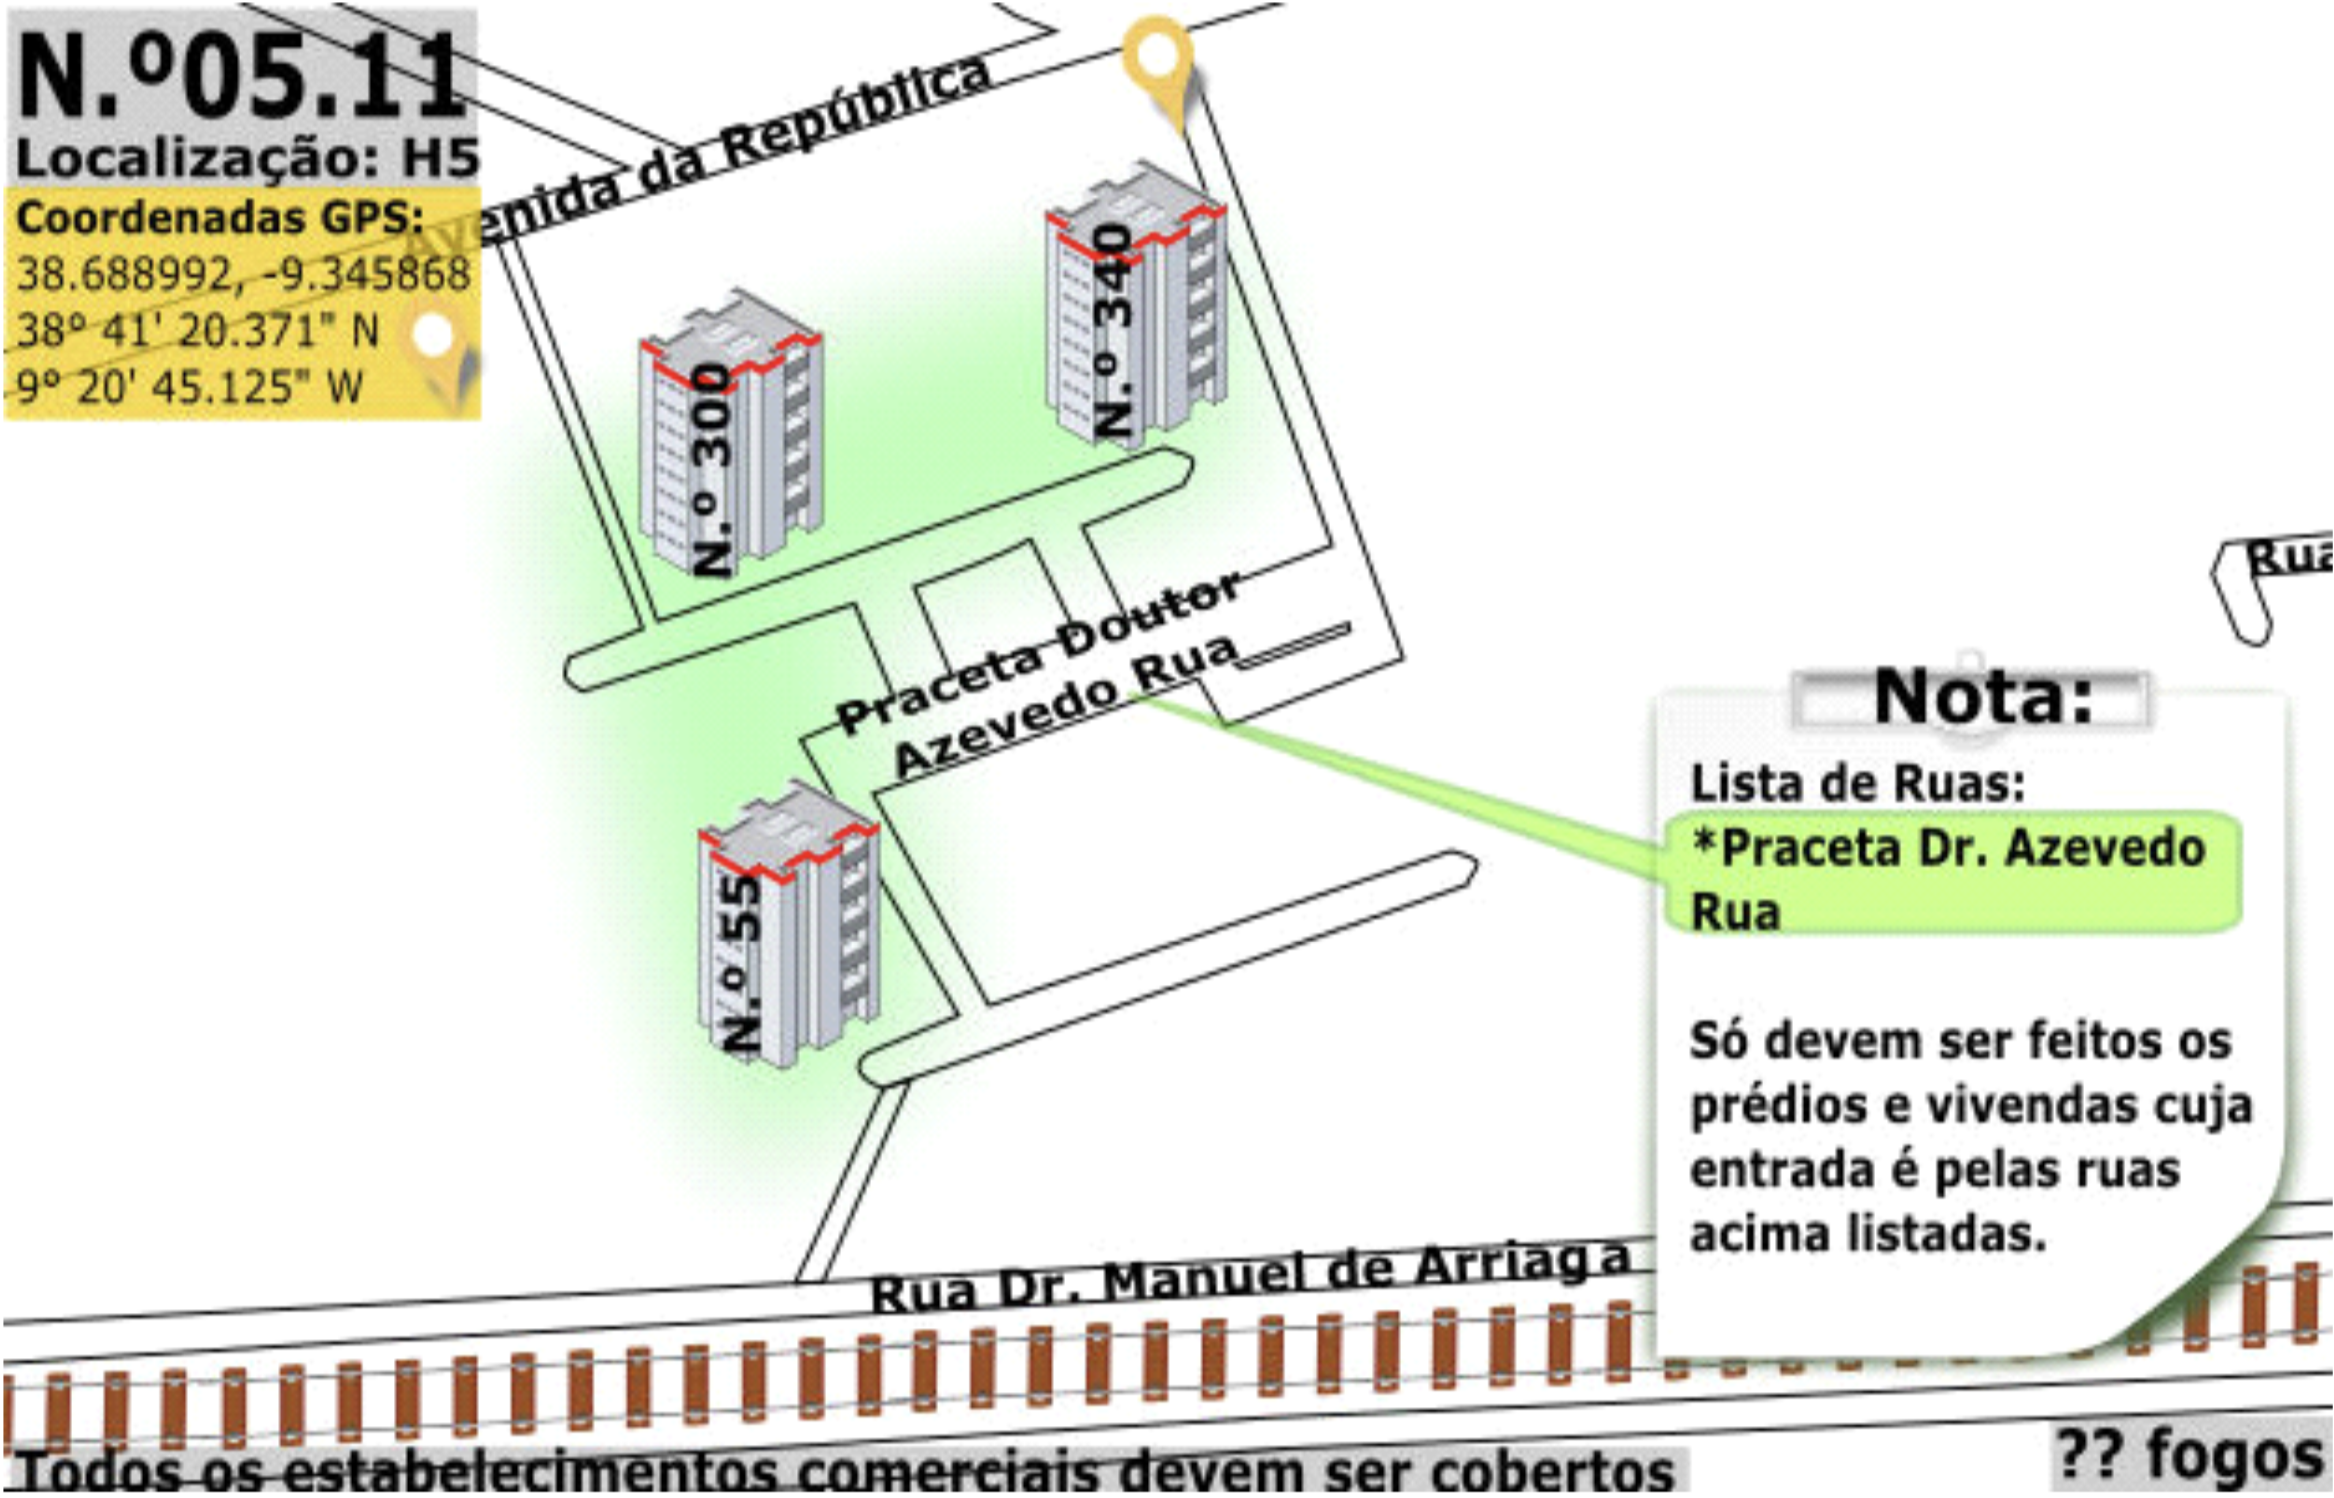 N.º05.11
Localização: H5
Coordenadas GPS:
38.688992, -9.345868
38º 41' 20.371" N
9º 20' 45.125" W
Avenida da República
N.º 340
N.º 300
Praceta Doutor
Azevedo Rua
N.º 55
Rua
Nota:
Lista de Ruas:
*Praceta Dr. Azevedo
Rua
Só devem ser feitos os
prédios e vivendas cuja
entrada é pelas ruas
acima listadas.
Rua Dr. Manuel de Arriaga
Todos os estabelecimentos comerciais devem ser cobertos
?? fogos